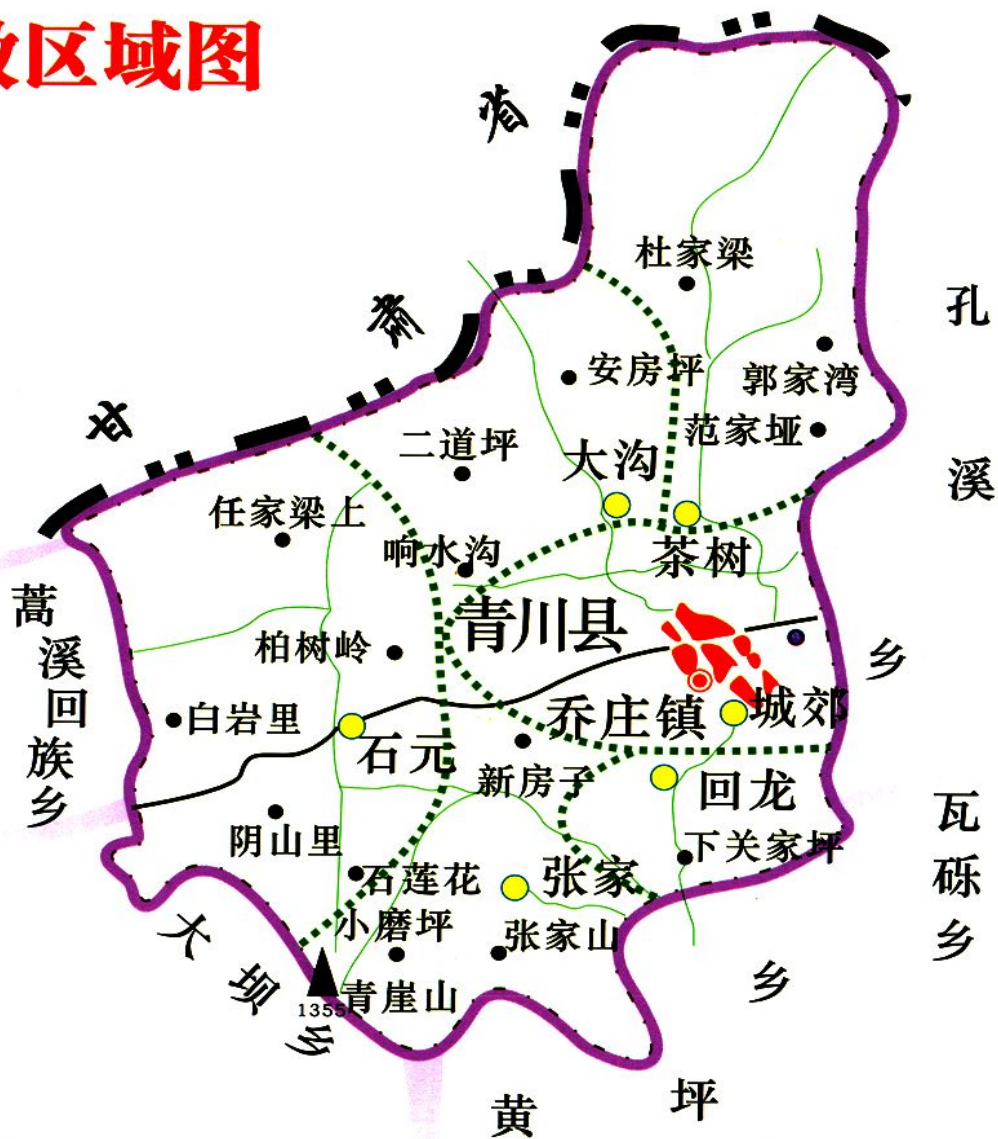 区域图
甘肃省
杜家梁
孔溪乡
安房坪
郭家湾
范家垭
二道坪
大沟
任家梁上
响水沟
茶树
蒿溪回族乡
青川县
柏树岭
白岩里
乔庄镇
城郊
石元
新房子
回龙
瓦砾乡
阴山里
下关家坪
石莲花
张家
小磨坪
张家山
大坝乡
1355
青崖山
黄坪乡